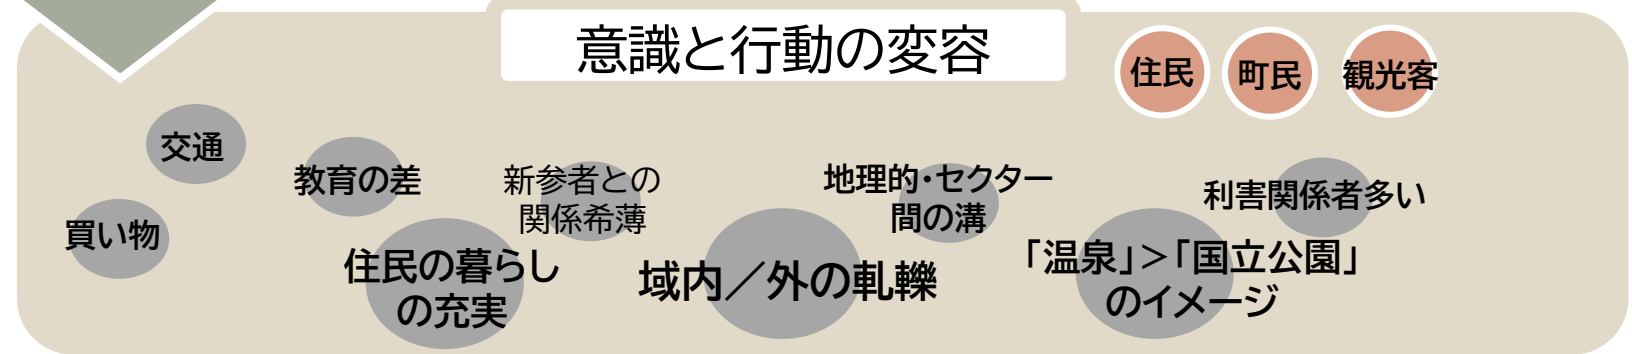 意識と行動の変容
住民
町民
観光客
交通
教育の差
新参者との
関係希薄
地理的・セクター
間の溝
利害関係者多い
買い物
住民の暮らし
の充実
域内／外の軋轢
「温泉」>「国立公園」
のイメージ